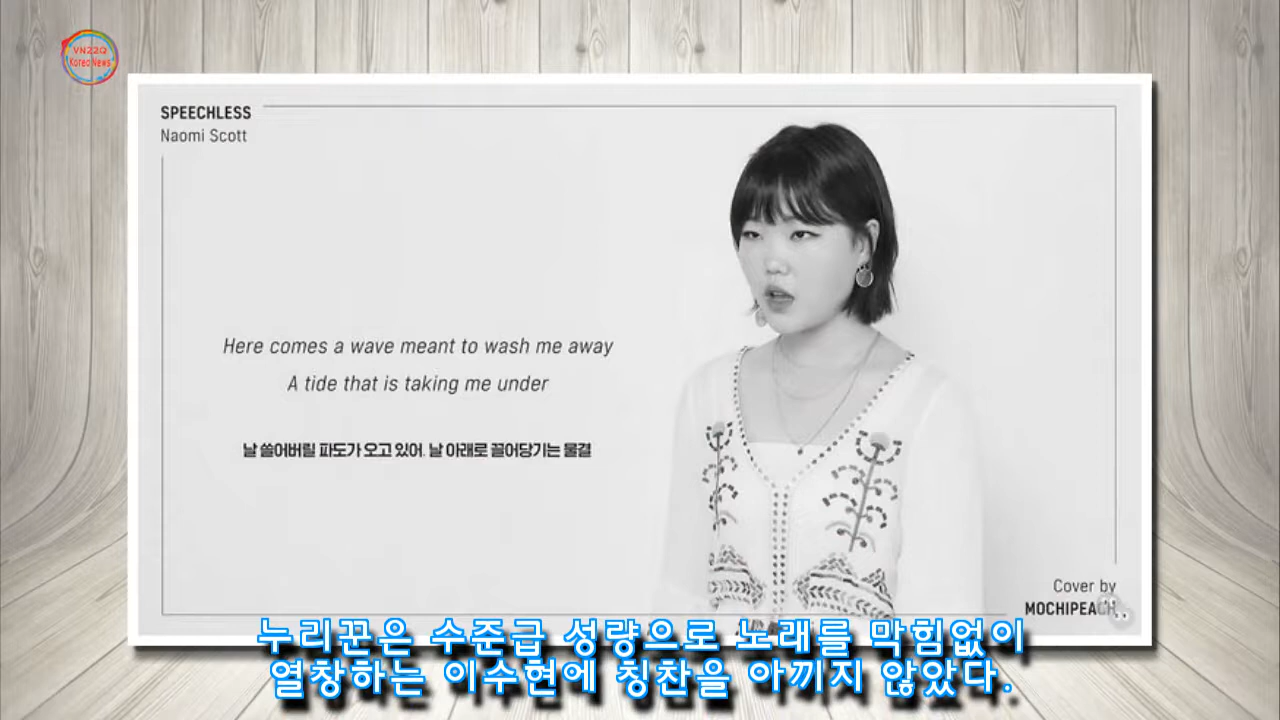 VN22Q
Korea News
SPEECHLESS
Naomi Scott
Here comes a wave meant to wash me away
A tide that is taking me under
날 쓸어버릴 파도가 오고 있어. 날 아래로 끌어당기는 물결
Cover by
MOCHIPEACH
누리꾼은 수준급 성량으로 노래를 막힘없이
열창하는 이수현에 칭찬을 아끼지 않았다.